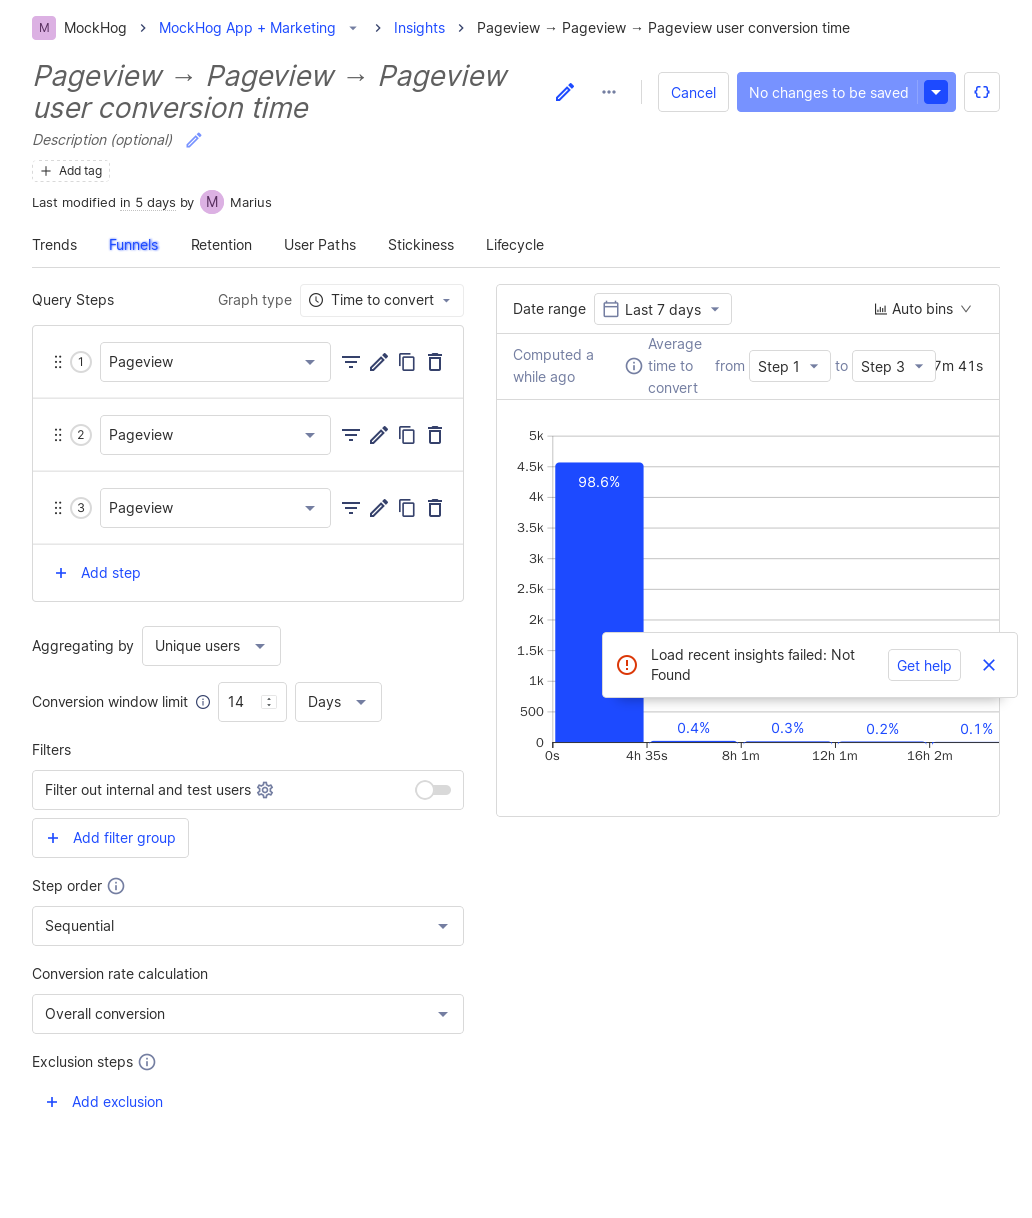 M MockHog > MockHog App + Marketing > Insights > Pageview → Pageview → Pageview user conversion time
Pageview → Pageview → Pageview
user conversion time
Cancel
No changes to be saved
Description (optional)
Add tag
Last modified in 5 days by M Marius
Trends
Funnels
Retention
User Paths
Stickiness
Lifecycle
Query Steps
Graph type
Time to convert
1 Pageview
2 Pageview
3 Pageview
Add step
Aggregating by
Unique users
Conversion window limit
14
Days
Filters
Filter out internal and test users
Add filter group
Step order
Sequential
Conversion rate calculation
Overall conversion
Exclusion steps
Add exclusion
Date range
Last 7 days
Auto bins
Computed a
while ago
Average
time to
convert
from
Step 1
to
Step 3
7m 41s
5k
4.5k
4k
3.5k
3k
2.5k
2k
1.5k
1k
500
0
98.6%
0.4%
0.3%
0.2%
0.1%
0s
4h 35s
8h 1m
12h 1m
16h 2m
Load recent insights failed: Not
Found
Get help